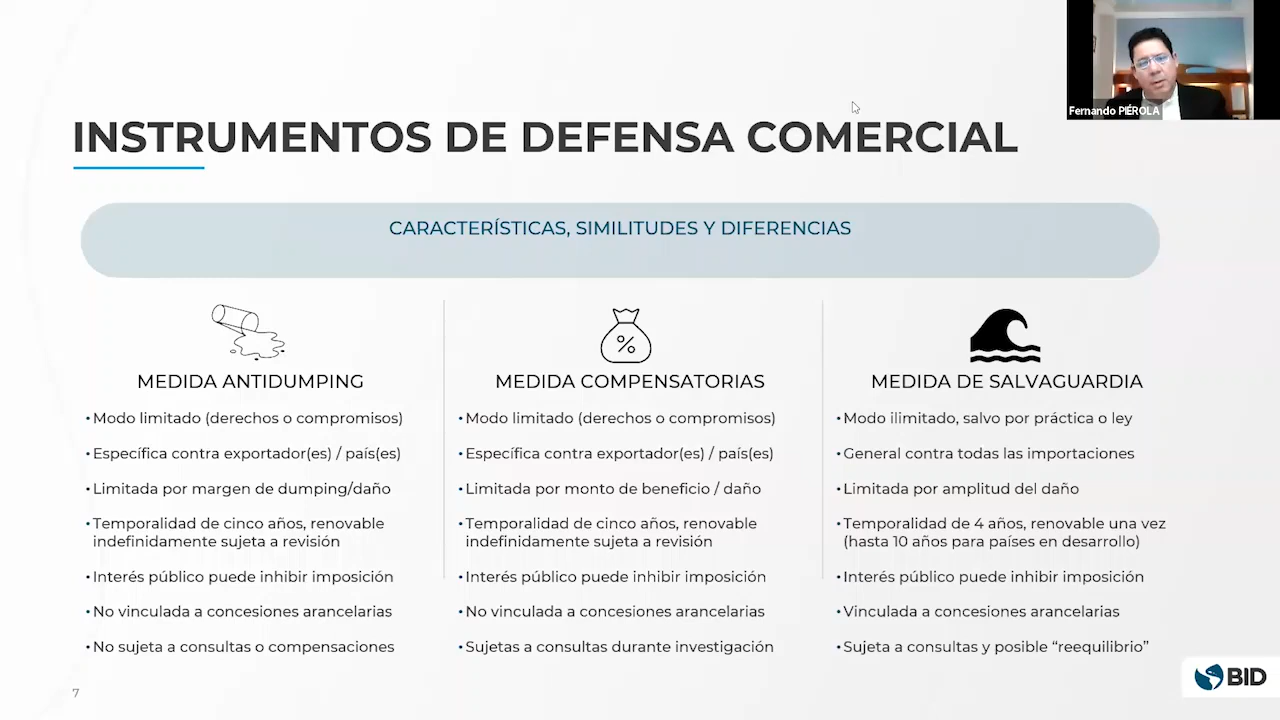 Fernando PIÉROLA
INSTRUMENTOS DE DEFENSA COMERCIAL
CARACTERÍSTICAS, SIMILITUDES Y DIFERENCIAS
MEDIDA ANTIDUMPING
•Modo limitado (derechos o compromisos)
•Específica contra exportador(es) / país(es)
•Limitada por margen de dumping/daño
•Temporalidad de cinco años, renovable
indefinidamente sujeta a revisión
•Interés público puede inhibir imposición
•No vinculada a concesiones arancelarias
•No sujeta a consultas o compensaciones
%
MEDIDA COMPENSATORIAS
•Modo limitado (derechos o compromisos)
•Específica contra exportador(es) / país(es)
•Limitada por monto de beneficio / daño
•Temporalidad de cinco años, renovable
indefinidamente sujeta a revisión
•Interés público puede inhibir imposición
•No vinculada a concesiones arancelarias
•Sujetas a consultas durante investigación
MEDIDA DE SALVAGUARDIA
•Modo ilimitado, salvo por práctica o ley
•General contra todas las importaciones
•Limitada por amplitud del daño
•Temporalidad de 4 años, renovable una vez
(hasta 10 años para países en desarrollo)
•Interés público puede inhibir imposición
•Vinculada a concesiones arancelarias
•Sujeta a consultas y posible “reequilibrio”
7
BID